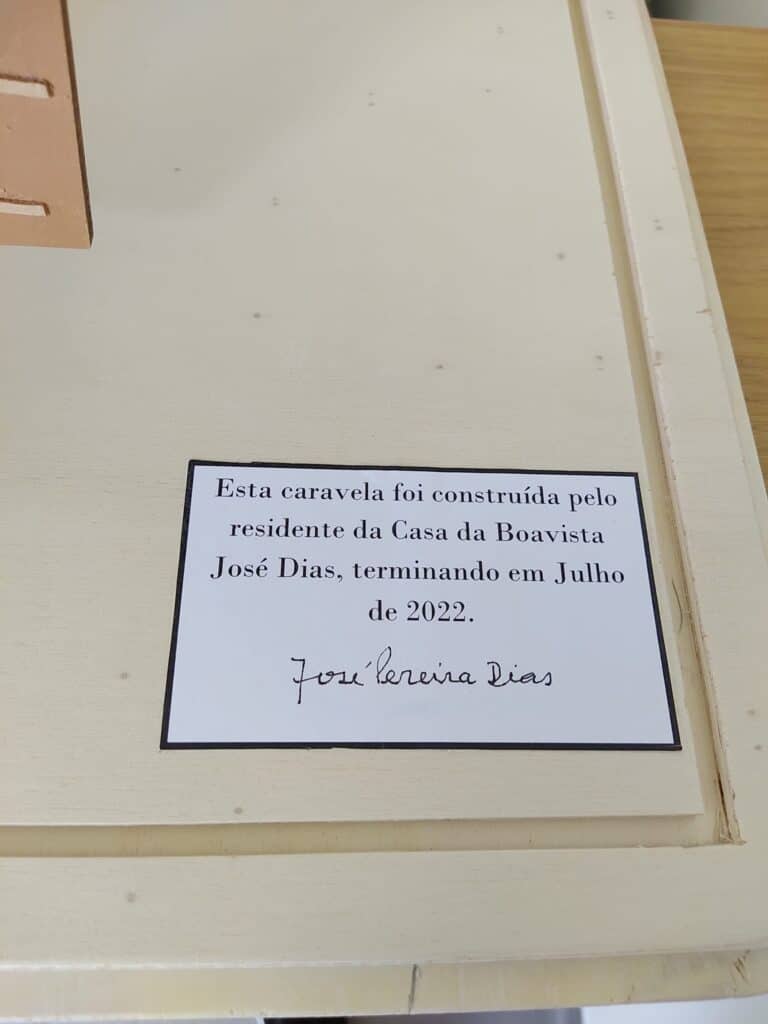 Esta caravela foi construída pelo
residente da Casa da Boavista
José Dias, terminando em Julho
de 2022.
José Pereira Dias